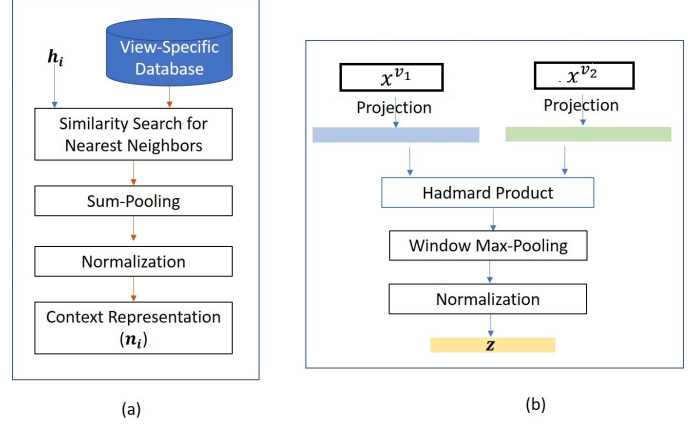 View-Specific
Database
h_i
Similarity Search for
Nearest Neighbors
Sum-Pooling
Normalization
Context Representation
(n_i)
(a)
x^{v_1}
x^{v_2}
Projection
Projection
Hadmard Product
Window Max-Pooling
Normalization
z
(b)